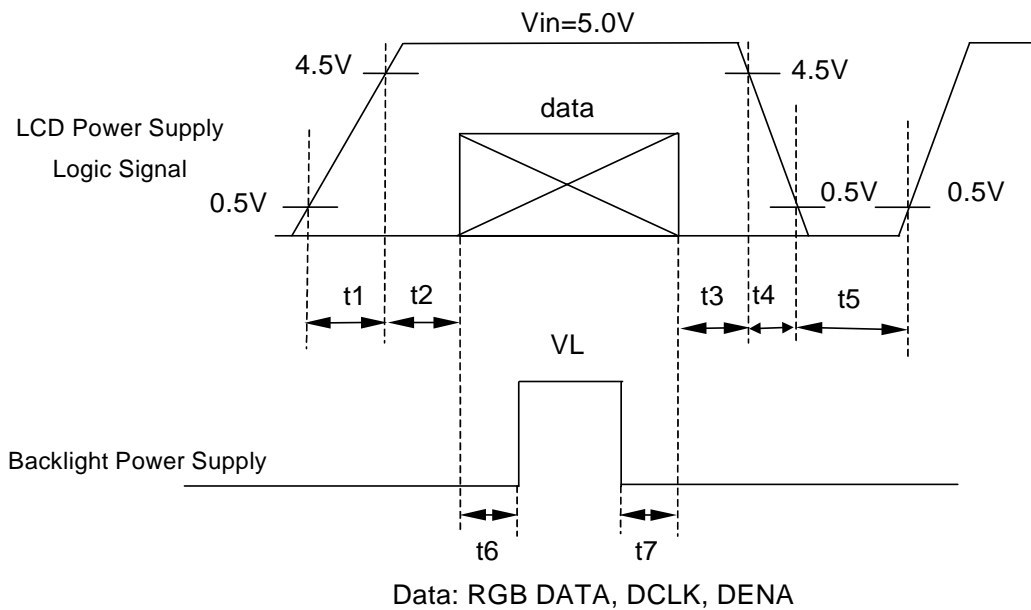 Vin=5.0V
4.5V
4.5V
data
LCD Power Supply
Logic Signal
0.5V
0.5V
0.5V
t1
t2
t3
t4
t5
VL
Backlight Power Supply
t6
t7
Data: RGB DATA, DCLK, DENA